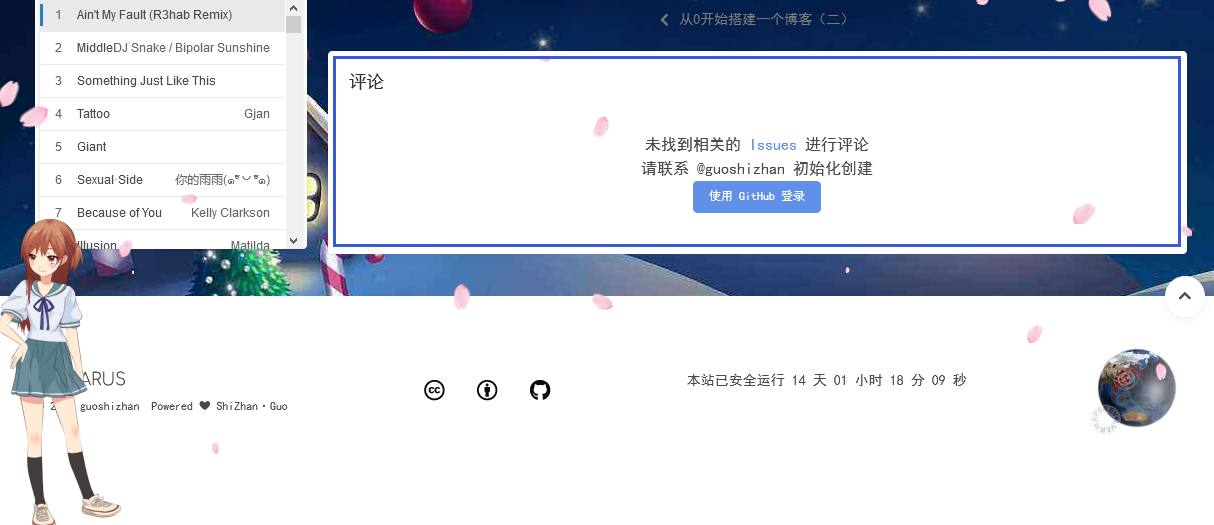 1 Ain't My Fault (R3hab Remix)
2 Middle DJ Snake / Bipolar Sunshine
3 Something Just Like This
4 Tattoo Gjan
5 Giant
6 Sexual·Side 你的雨雨
7 Because of You Kelly Clarkson
Illusion Matilda
从0开始搭建一个博客（二）
评论
未找到相关的 Issues 进行评论
请联系 @guoshizhan 初始化创建
使用 GitHub 登录
ARUS
2 guoshizhan Powered ShiZhan·Guo
cc
本站已安全运行 14 天 01 小时 18 分 09 秒